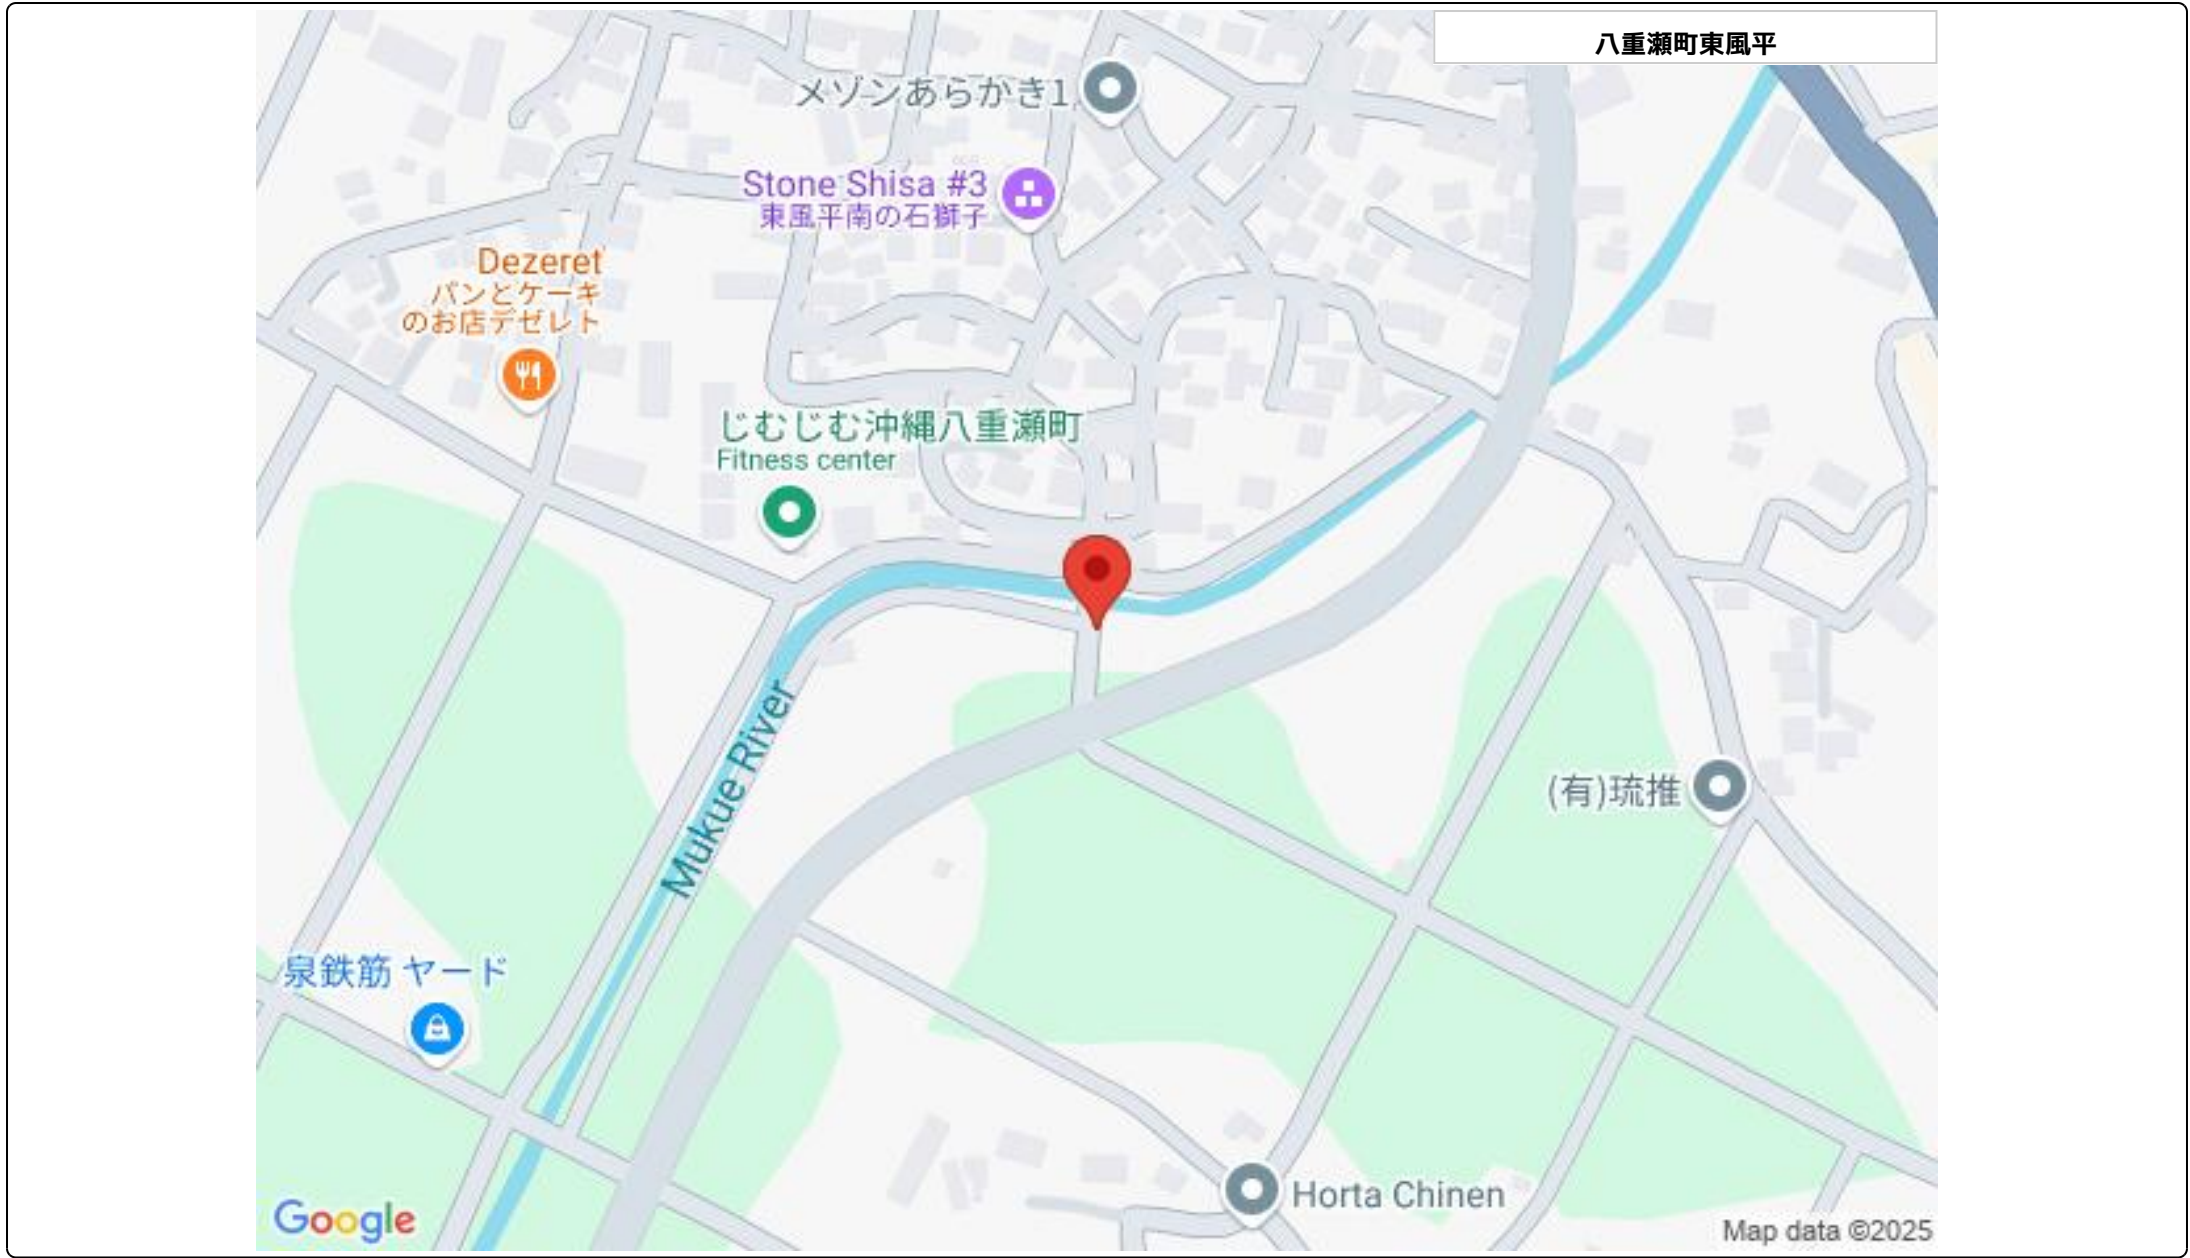 八重瀬町東風平
メゾンあらかき1
Stone Shisa #3
東風平南の石獅子
Dezeret
パンとケーキ
のお店デゼレト
じむじむ沖縄八重瀬町
Fitness center
Mukue River
(有)琉推
泉鉄筋 ヤード
Horta Chinen
Google
Map data ©2025